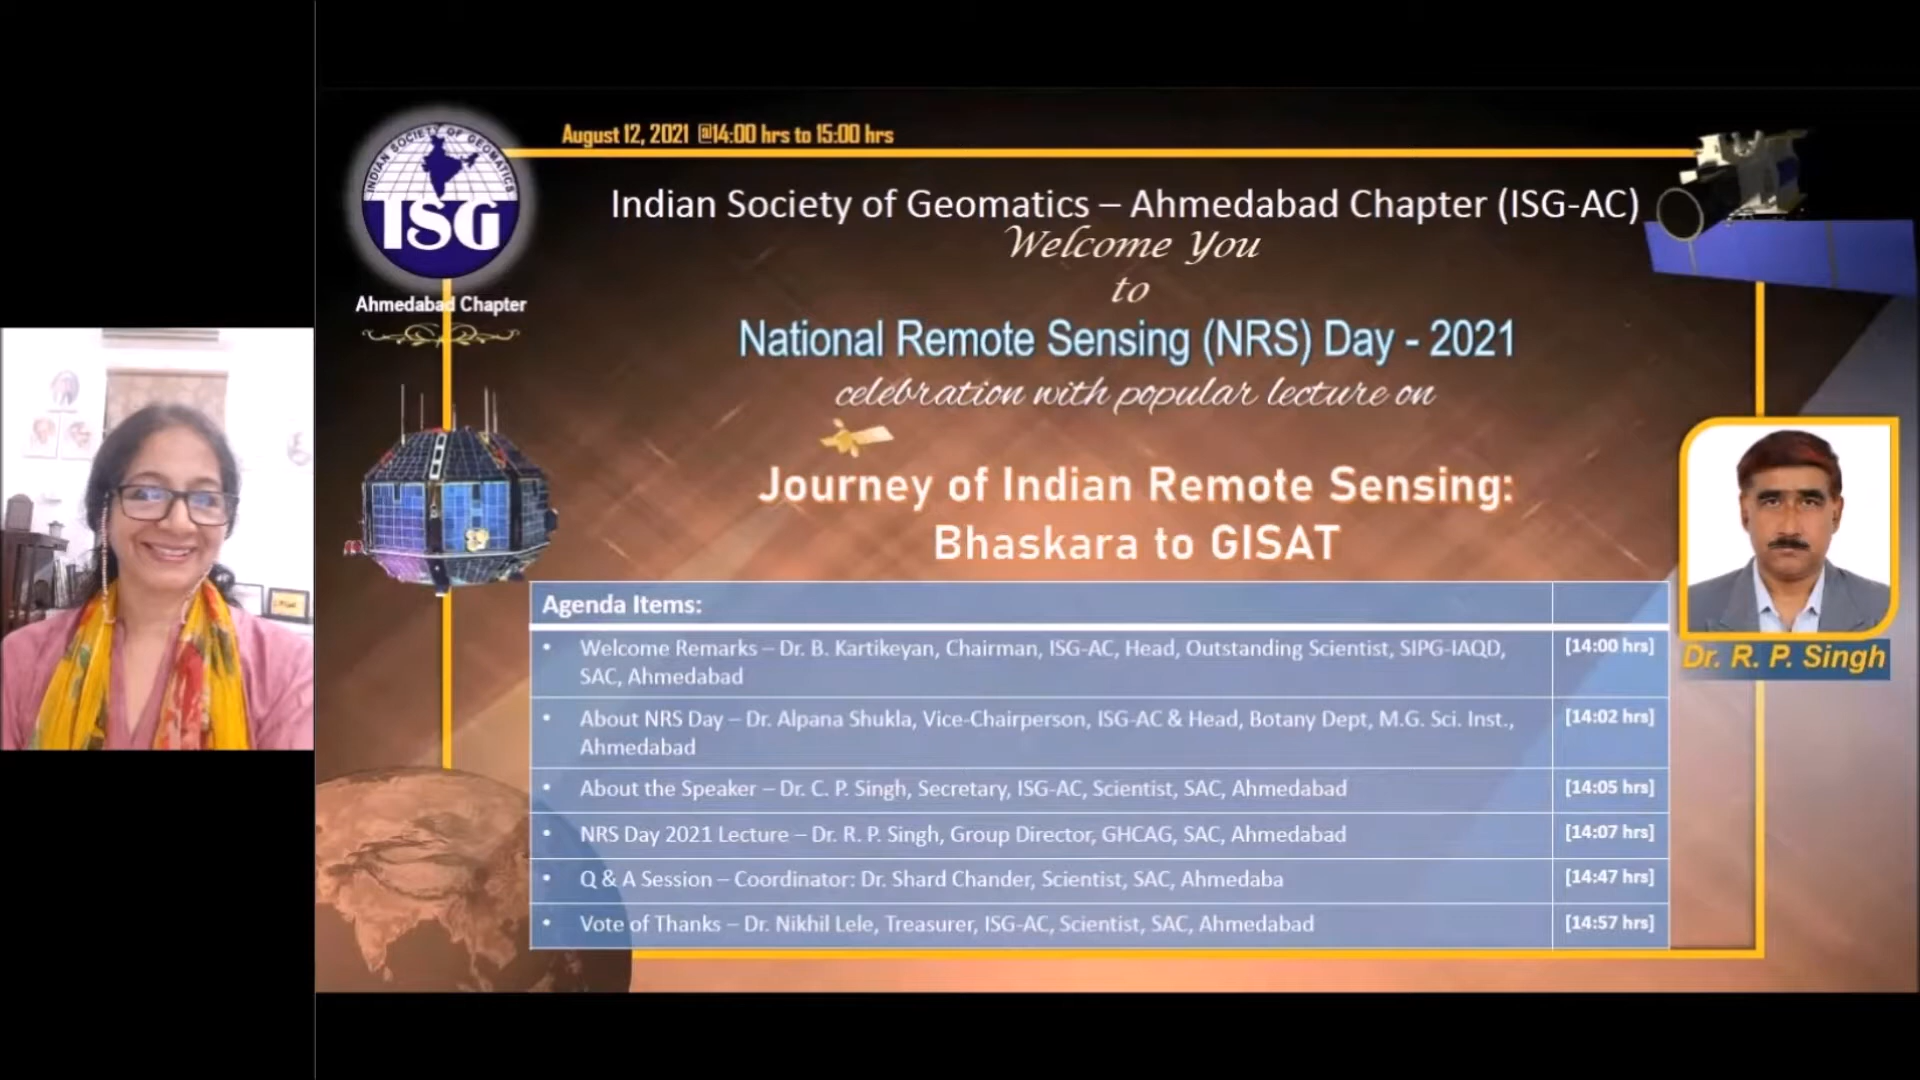 August 12, 2021 @14:00 hrs to 15:00 hrs
INDIAN SOCIETY OF GEOMATICS
ISG
Ahmedabad Chapter
Indian Society of Geomatics – Ahmedabad Chapter (ISG-AC)
Welcome You
to
National Remote Sensing (NRS) Day - 2021
celebration with popular lecture on
Journey of Indian Remote Sensing:
Bhaskara to GISAT
Dr. R. P. Singh
Agenda Items:
• Welcome Remarks – Dr. B. Kartikeyan, Chairman, ISG-AC, Head, Outstanding Scientist, SIPG-IAQD, [14:00 hrs]
SAC, Ahmedabad
• About NRS Day – Dr. Alpana Shukla, Vice-Chairperson, ISG-AC & Head, Botany Dept, M.G. Sci. Inst., [14:02 hrs]
Ahmedabad
• About the Speaker – Dr. C. P. Singh, Secretary, ISG-AC, Scientist, SAC, Ahmedabad [14:05 hrs]
• NRS Day 2021 Lecture – Dr. R. P. Singh, Group Director, GHCAG, SAC, Ahmedabad [14:07 hrs]
• Q & A Session – Coordinator: Dr. Shard Chander, Scientist, SAC, Ahmedaba [14:47 hrs]
• Vote of Thanks – Dr. Nikhil Lele, Treasurer, ISG-AC, Scientist, SAC, Ahmedabad [14:57 hrs]